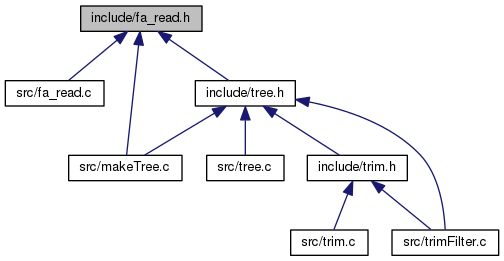 include/fa_read.h
src/fa_read.c
include/tree.h
src/makeTree.c
src/tree.c
include/trim.h
src/trim.c
src/trimFilter.c